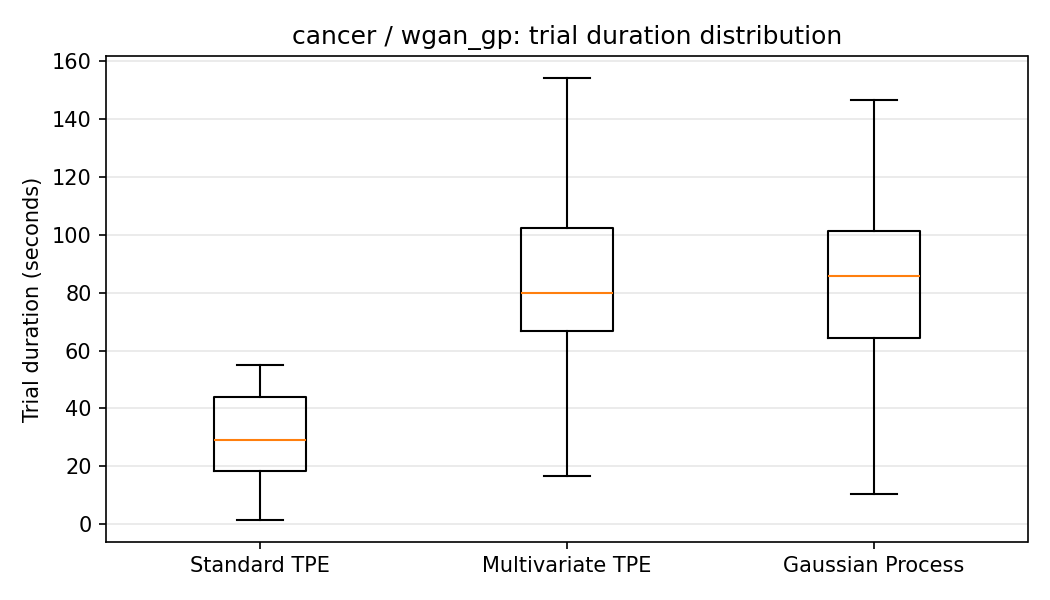 cancer / wgan_gp: trial duration distribution
Trial duration (seconds)
160
140
120
100
80
60
40
20
0
Standard TPE
Multivariate TPE
Gaussian Process